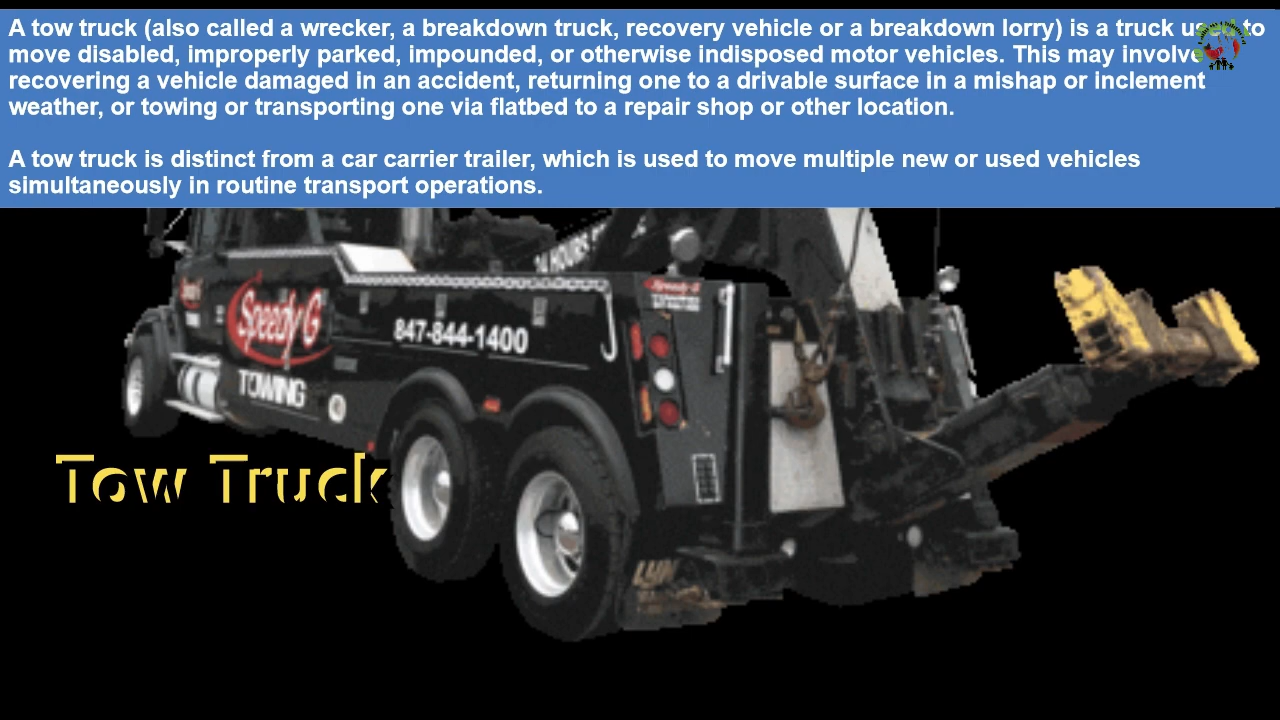 A tow truck (also called a wrecker, a breakdown truck, recovery vehicle or a breakdown lorry) is a truck used to
move disabled, improperly parked, impounded, or otherwise indisposed motor vehicles. This may involve
recovering a vehicle damaged in an accident, returning one to a drivable surface in a mishap or inclement
weather, or towing or transporting one via flatbed to a repair shop or other location.
A tow truck is distinct from a car carrier trailer, which is used to move multiple new or used vehicles
simultaneously in routine transport operations.
24 HOURS
Speedy G
Speedy G
847-844-1400
TOWING
Tow Truck